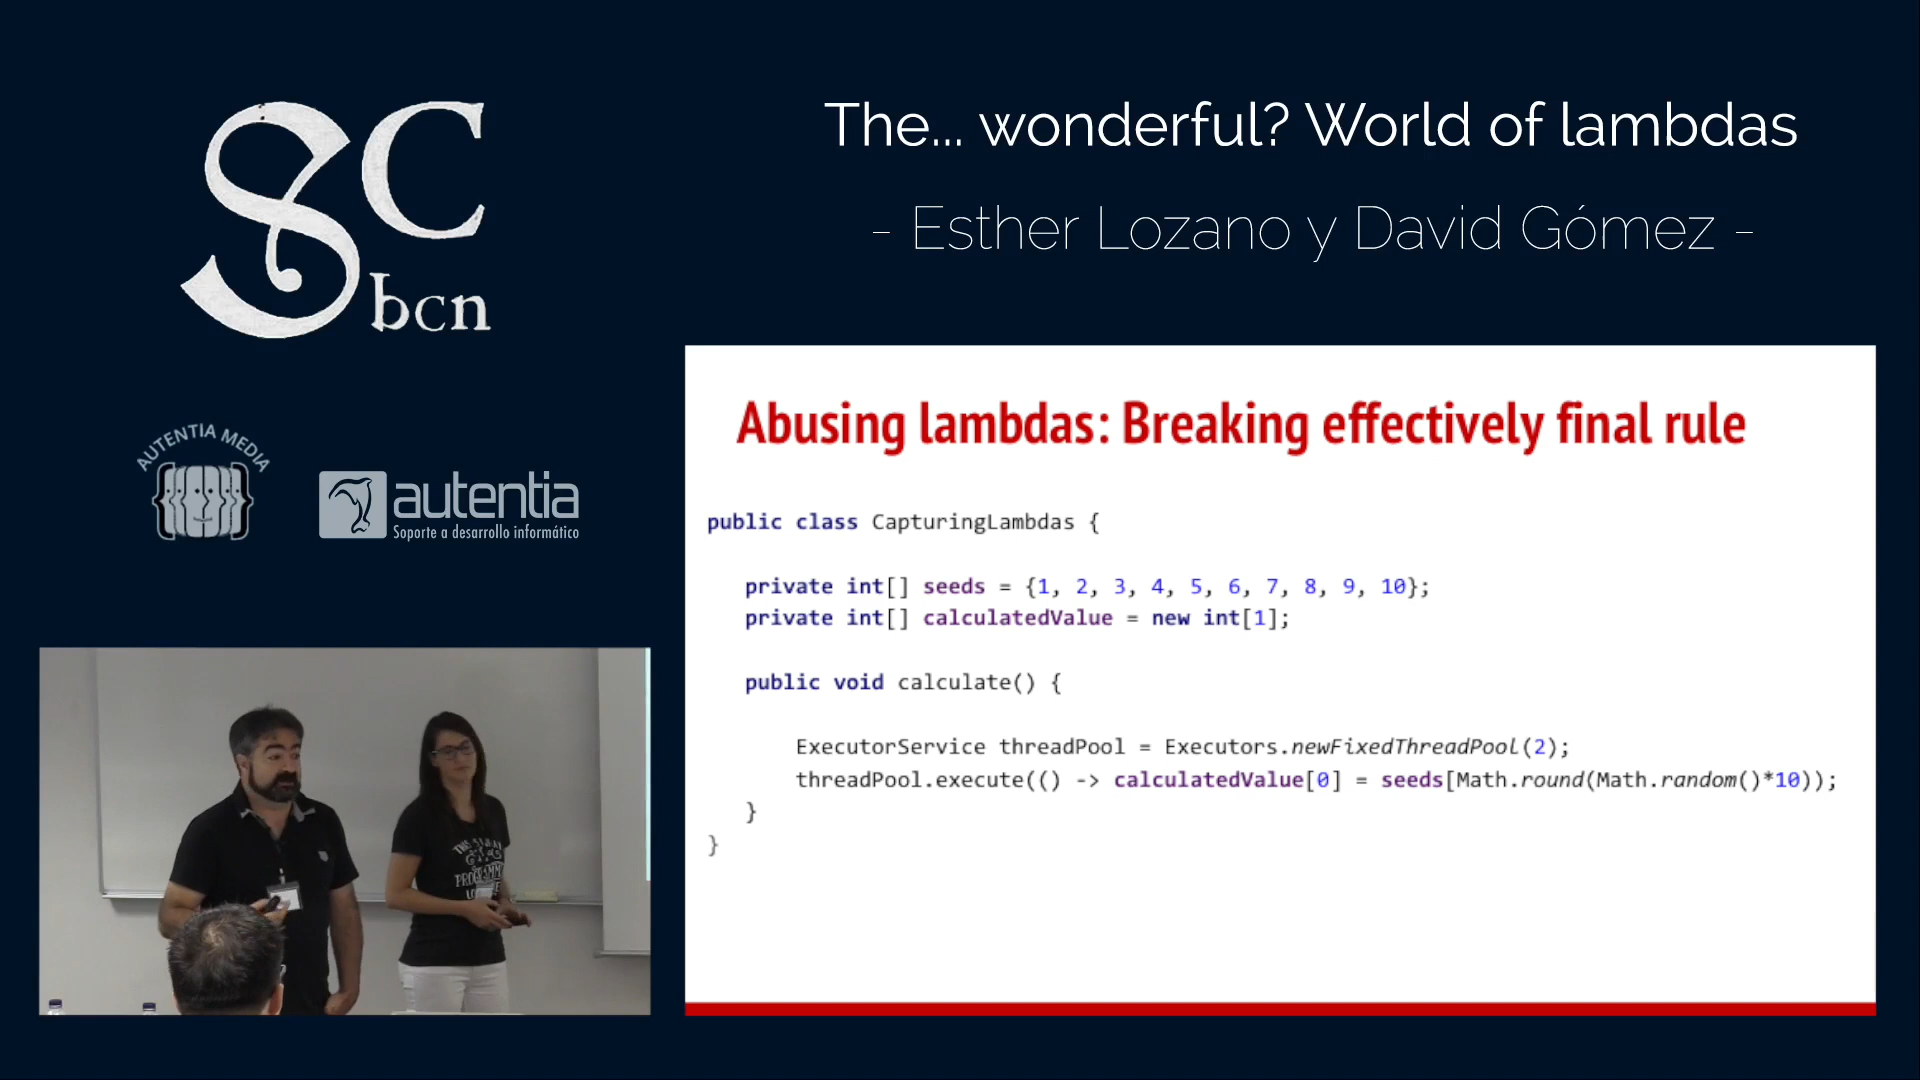 SC
bcn
The... wonderful? World of lambdas
- Esther Lozano y David Gómez -
AUTENTIA MEDIA
autentia
Soporte a desarrollo informático
Abusing lambdas: Breaking effectively final rule
public class CapturingLambdas {
private int[] seeds = {1, 2, 3, 4, 5, 6, 7, 8, 9, 10};
private int[] calculatedValue = new int[1];
public void calculate() {
ExecutorService threadPool = Executors.newFixedThreadPool(2);
threadPool.execute(() -> calculatedValue[0] = seeds[Math.round(Math.random()*10));
}
}